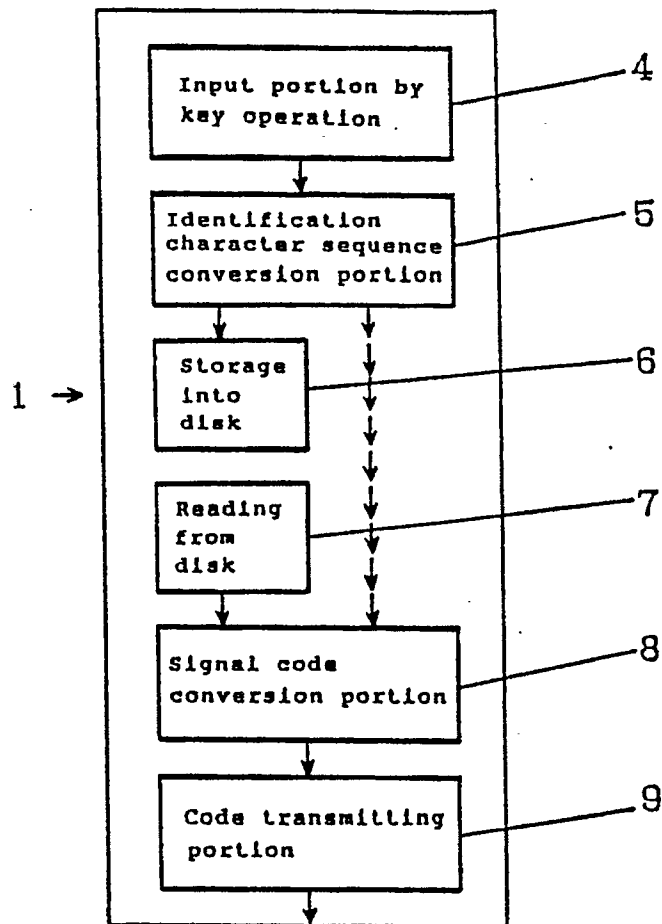 Input portion by
key operation
4
Identification
character sequence
conversion portion
5
Storage
into
disk
6
1 →
Reading
from
disk
7
Signal code
conversion portion
8
Code transmitting
portion
9